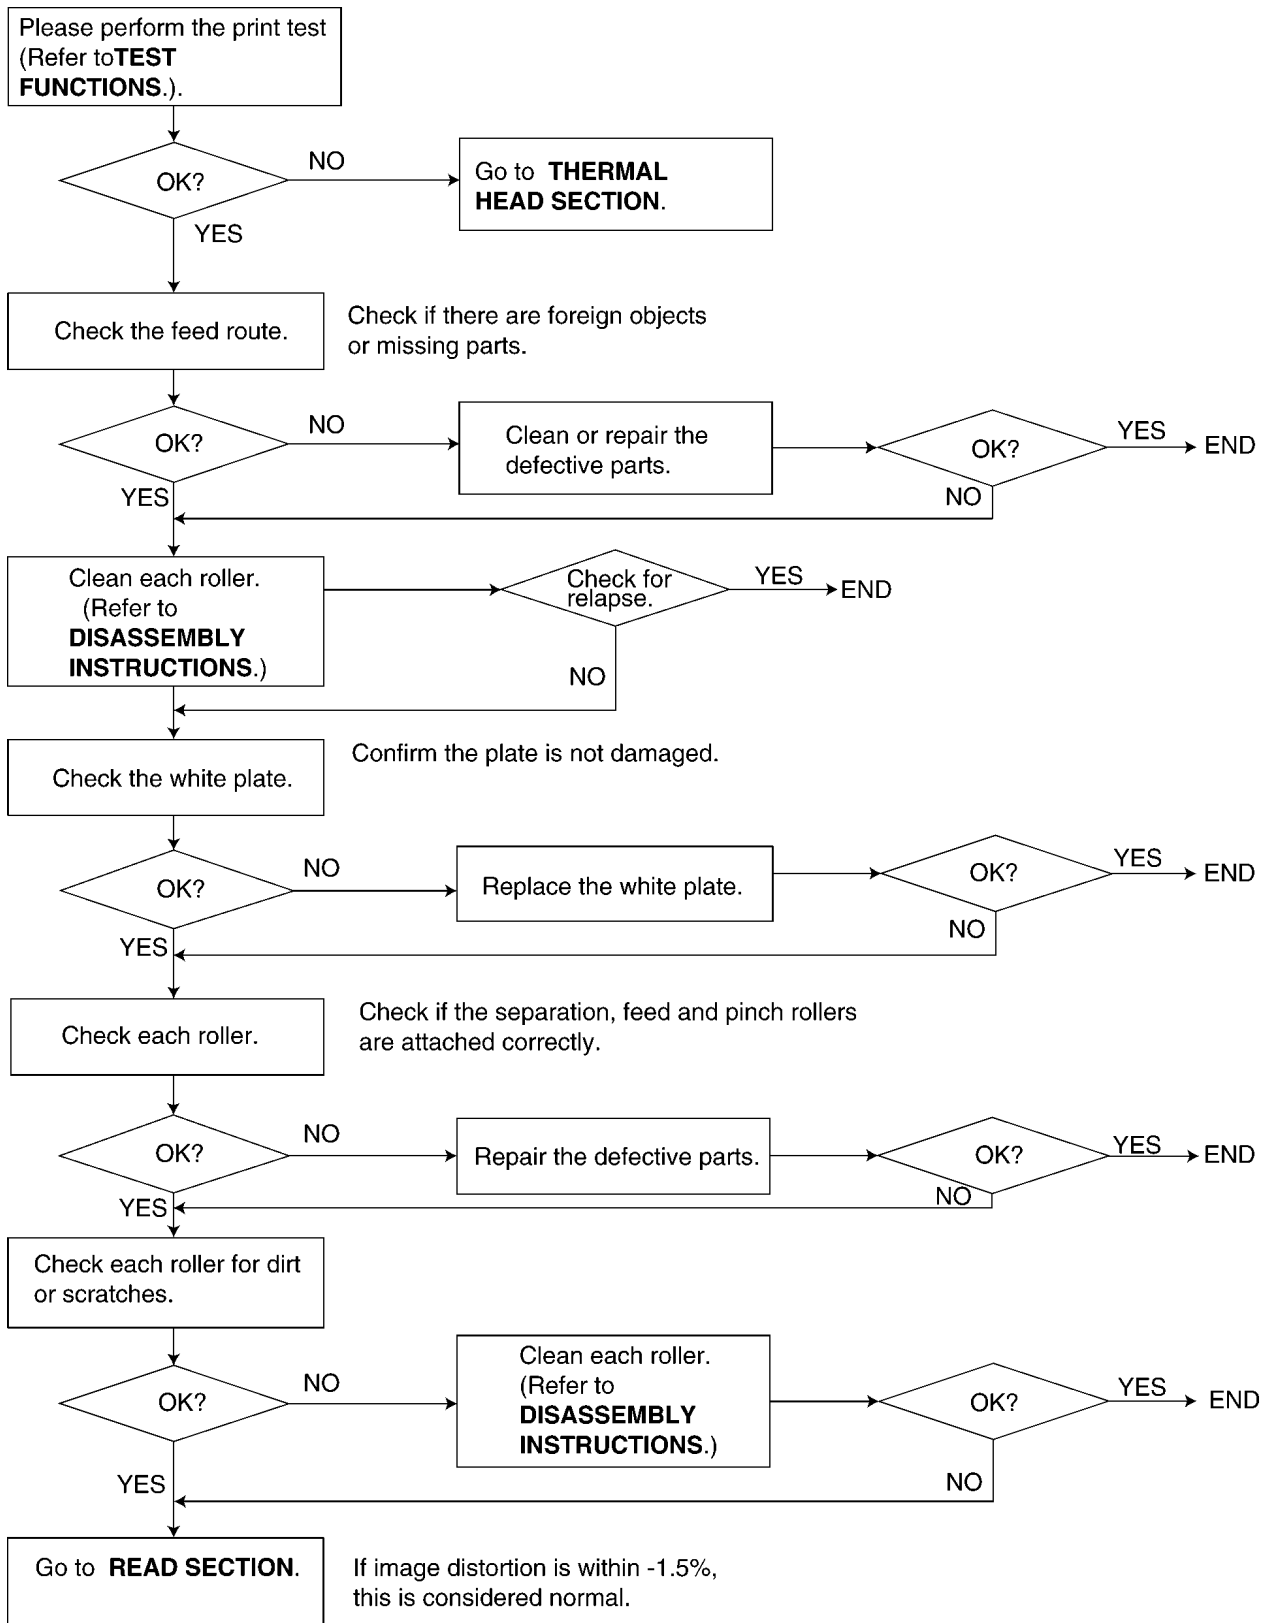 Please perform the print test
(Refer toTEST
FUNCTIONS.).
OK?
NO
Go to THERMAL
HEAD SECTION.
YES
Check the feed route.
Check if there are foreign objects
or missing parts.
OK?
NO
Clean or repair the
defective parts.
OK?
YES
END
NO
YES
Clean each roller.
(Refer to
DISASSEMBLY
INSTRUCTIONS.)
Check for
relapse.
YES
END
NO
Check the white plate.
Confirm the plate is not damaged.
OK?
NO
Replace the white plate.
OK?
YES
END
NO
YES
Check each roller.
Check if the separation, feed and pinch rollers
are attached correctly.
OK?
NO
Repair the defective parts.
OK?
YES
END
NO
YES
Check each roller for dirt
or scratches.
OK?
NO
Clean each roller.
(Refer to
DISASSEMBLY
INSTRUCTIONS.)
OK?
YES
END
NO
YES
Go to READ SECTION.
If image distortion is within -1.5%,
this is considered normal.